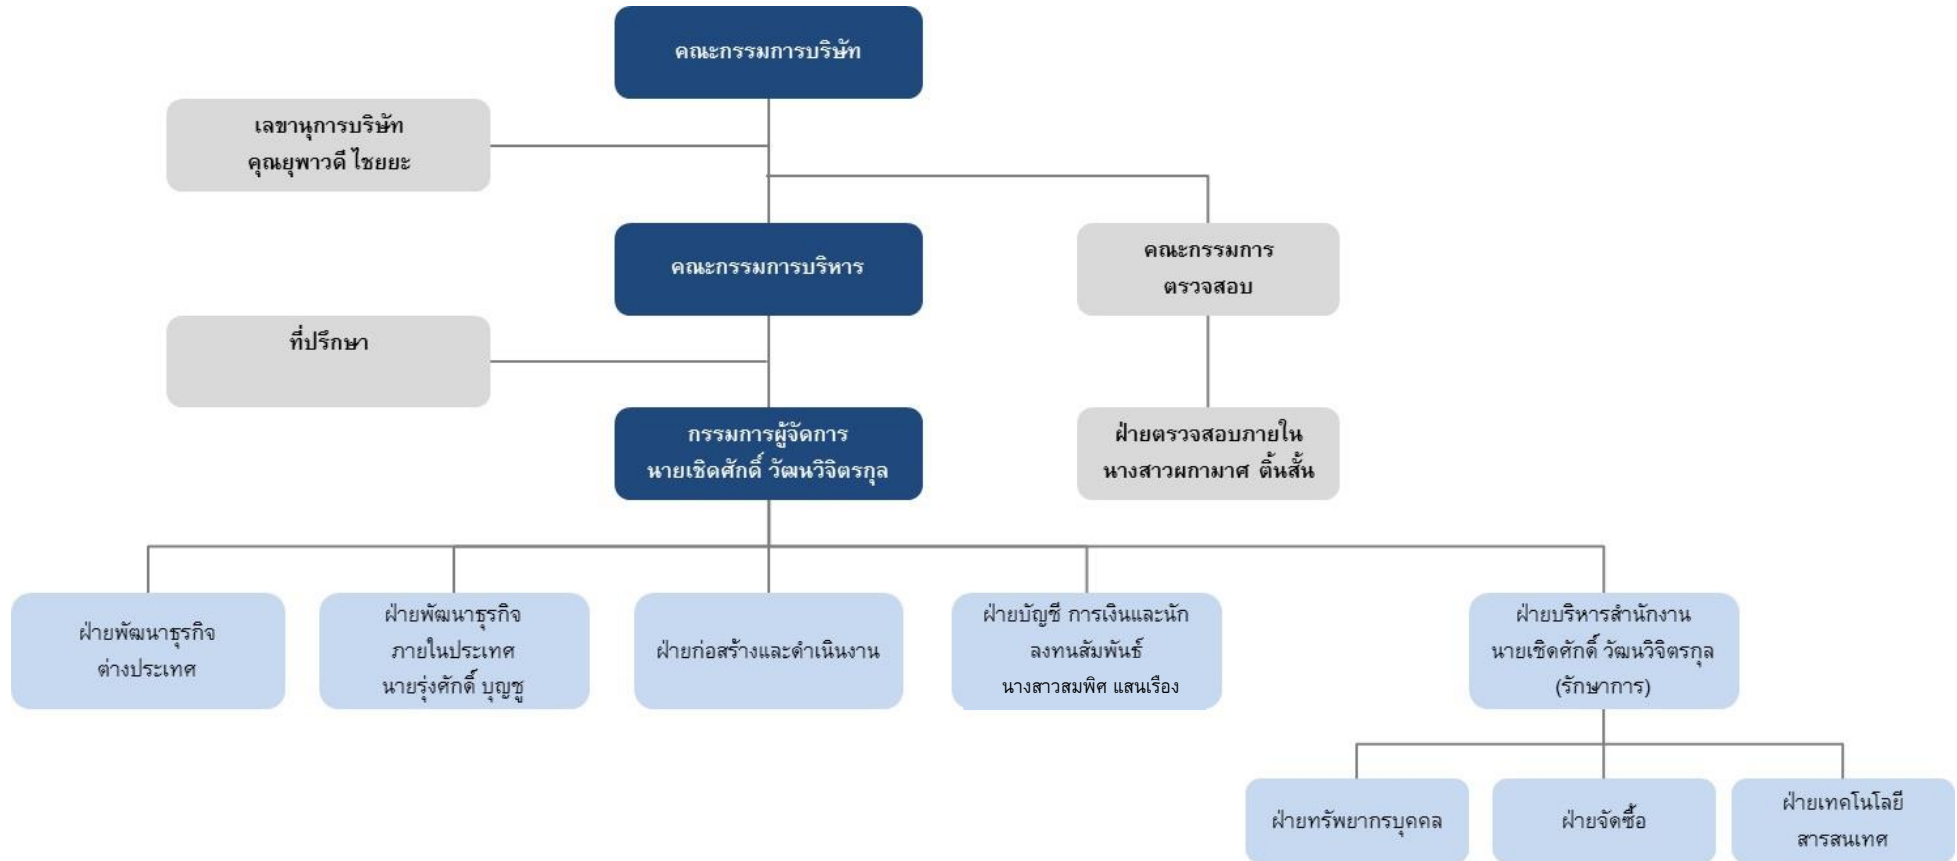 คณะกรรมการบริษัท
เลขานุการบริษัท
คุณยุพาวดี ไชยยะ
คณะกรรมการบริหาร
คณะกรรมการ
ตรวจสอบ
ที่ปรึกษา
กรรมการผู้จัดการ
นายเชิดศักดิ์ วัฒนวิจิตรกุล
ฝ่ายตรวจสอบภายใน
นางสาวผกามาศ ติ้นสั้น
ฝ่ายพัฒนาธุรกิจ
ต่างประเทศ
ฝ่ายพัฒนาธุรกิจ
ภายในประเทศ
นายรุ่งศักดิ์ บุญชู
ฝ่ายก่อสร้างและดำเนินงาน
ฝ่ายบัญชี การเงินและนัก
ลงทนสัมพันธ์
นางสาวสมพิศ แสนเรือง
ฝ่ายบริหารสำนักงาน
นายเชิดศักดิ์ วัฒนวิจิตรกุล
(รักษาการ)
ฝ่ายทรัพยากรบุคคล
ฝ่ายจัดซื้อ
ฝ่ายเทคโนโลยี
สารสนเทศ